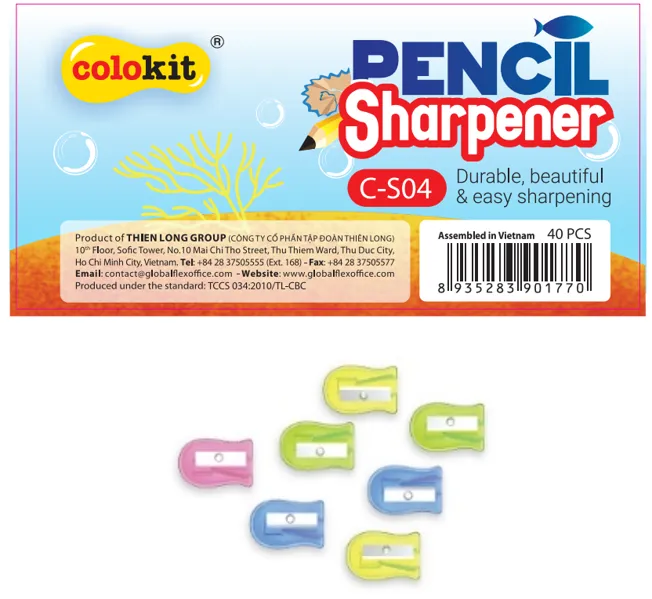 colokit ®
PENCIL
Sharpener
C-S04
Durable, beautiful
& easy sharpening
Product of THIEN LONG GROUP (CÔNG TY CỔ PHẦN TẬP ĐOÀN THIÊN LONG)
10th Floor, Sofic Tower, No.10 Mai Chi Tho Street, Thu Thiem Ward, Thu Duc City,
Ho Chi Minh City, Vietnam. Tel: +84 28 37505555 (Ext. 168) - Fax: +84 28 37505577
Email: contact@globalflexoffice.com - Website: www.globalflexoffice.com
Produced under the standard: TCCS 034:2010/TL-CBC
Assembled in Vietnam 40 PCS
8 935283 901770